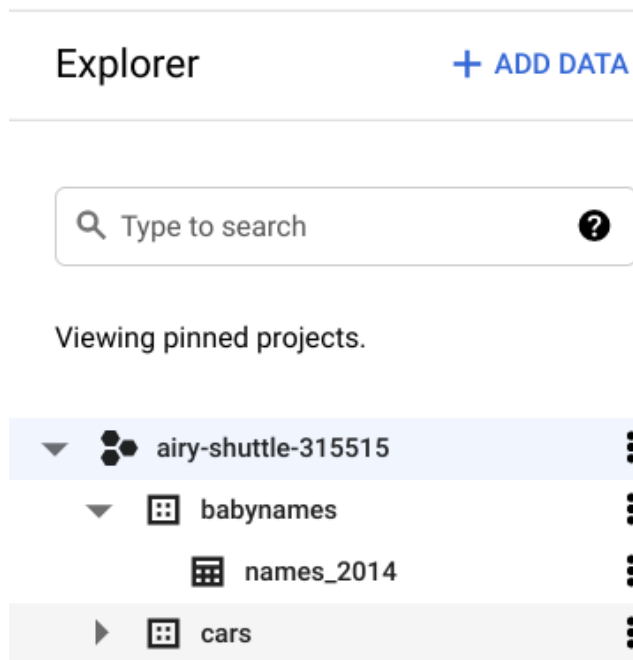 Explorer + ADD DATA
Type to search ?
Viewing pinned projects.
airy-shuttle-315515
babynames
names_2014
cars